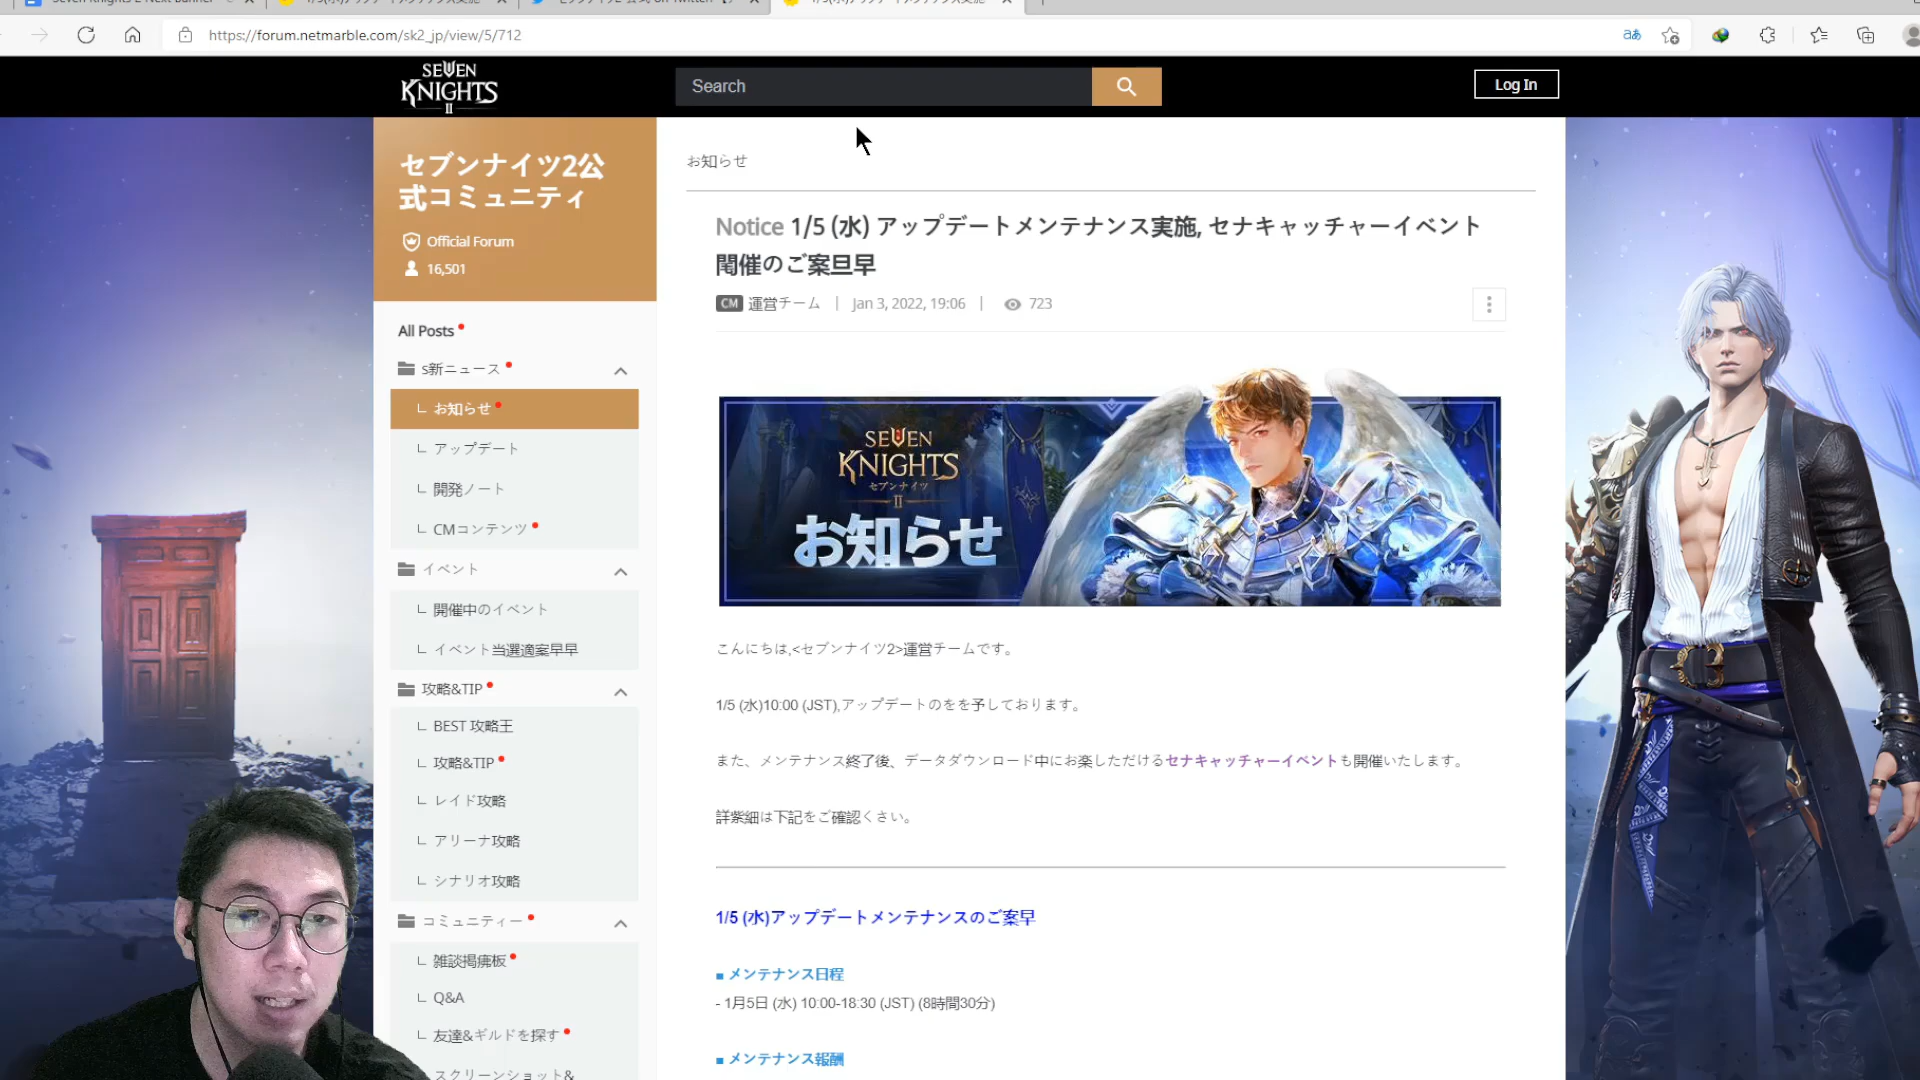 https://forum.netmarble.com/sk2_jp/view/5/712
aあ
SEVEN
KNIGHTS
II
Search
Log In
セブンナイツ2公
式コミュニティ
Official Forum
16,501
All Posts
s新ニュース
お知らせ
アップデート
開発ノート
CMコンテンツ
イベント
開催中のイベント
イベント当選適案早早
攻略&TIP
BEST 攻略王
攻略&TIP
レイド攻略
アリーナ攻略
シナリオ攻略
コミュニティー
雑談掲痺板
Q&A
友達&ギルドを探す
スクリーンショット&
お知らせ
Notice 1/5 (水) アップデートメンテナンス実施, セナキャッチャーイベント
閗催のご案旦早
CM 運営チーム | Jan 3, 2022, 19:06 | 723
SEVEN
KNIGHTS
セブンナイツ
II
お知らせ
こんにちは,<セブンナイツ2>運営チームです。
1/5 (水)10:00 (JST),アップデートのをを予しております。
また、メンテナンス終了後、データダウンロード中にお楽しただけるセナキャッチャーイベントも開催いたします。
詳紫細は下記をご確認くさい。
1/5 (水)アップデートメンテナンスのご案早
■ メンテナンス日程
- 1月5日 (水) 10:00-18:30 (JST) (8時間30分)
■ メンテナンス報酬